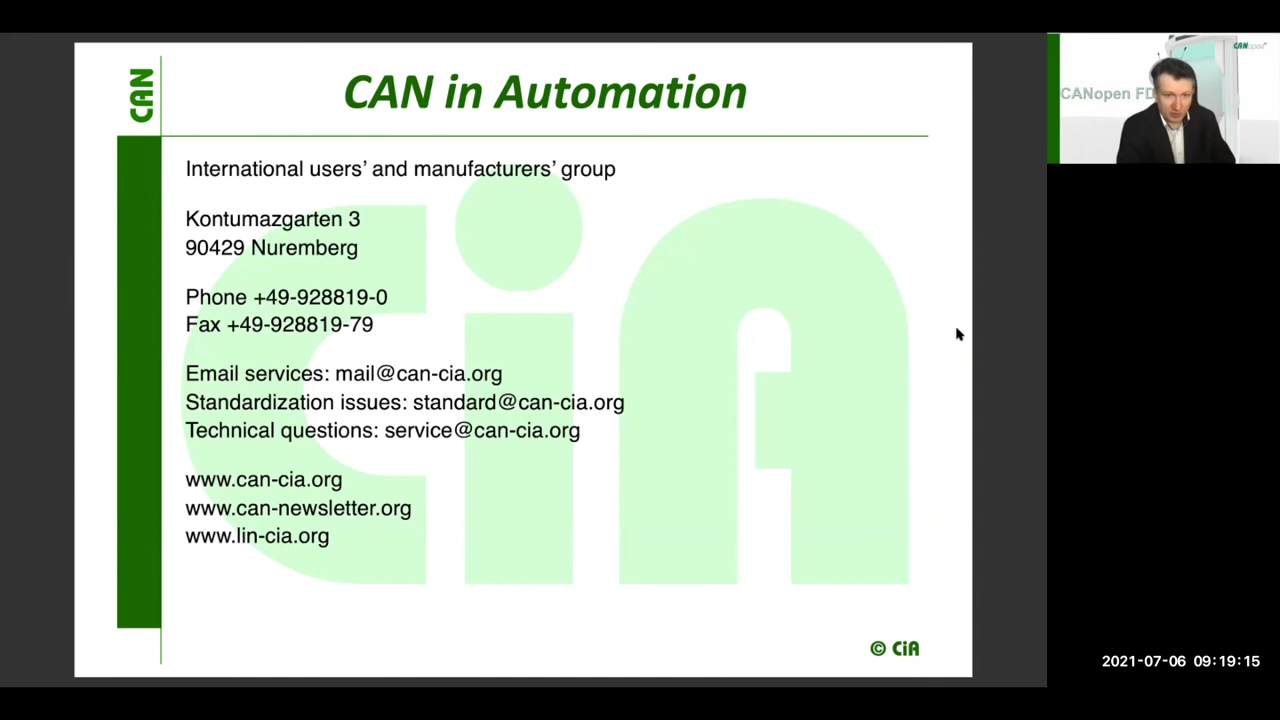 CAN
CAN in Automation
International users’ and manufacturers’ group
Kontumazgarten 3
90429 Nuremberg
Phone +49-928819-0
Fax +49-928819-79
Email services: mail@can-cia.org
Standardization issues: standard@can-cia.org
Technical questions: service@can-cia.org
www.can-cia.org
www.can-newsletter.org
www.lin-cia.org
CiA
© CiA
CANopen
CANopen FD
2021-07-06 09:19:15